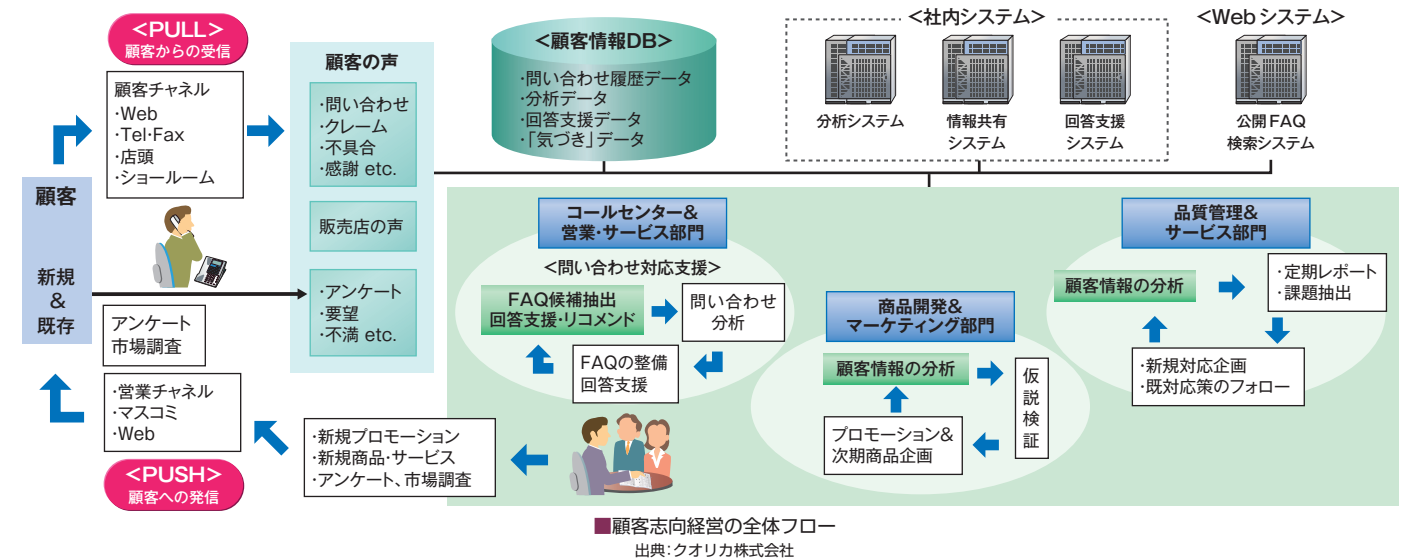 <PULL>
顧客からの受信
顧客チャネル
・Web
・Tel・Fax
・店頭
・ショールーム
顧客
新規
&
既存
アンケート
市場調査
・営業チャネル
・マスコミ
・Web
<PUSH>
顧客への発信
顧客の声
・問い合わせ
・クレーム
・不具合
・感謝 etc.
販売店の声
・アンケート
・要望
・不満 etc.
・新規プロモーション
・新規商品・サービス
・アンケート、市場調査
<顧客情報DB>
・問い合わせ履歴データ
・分析データ
・回答支援データ
・「気づき」データ
<社内システム>
分析システム
情報共有
システム
回答支援
システム
<Webシステム>
公開FAQ
検索システム
コールセンター&
営業・サービス部門
<問い合わせ対応支援>
FAQ候補抽出
回答支援・リコメンド
問い合わせ
分析
FAQの整備
回答支援
商品開発&
マーケティング部門
顧客情報の分析
仮
説
検
証
プロモーション&
次期商品企画
品質管理&
サービス部門
顧客情報の分析
・定期レポート
・課題抽出
・新規対応企画
・既対応策のフォロー
■顧客志向経営の全体フロー
出典:クオリカ株式会社